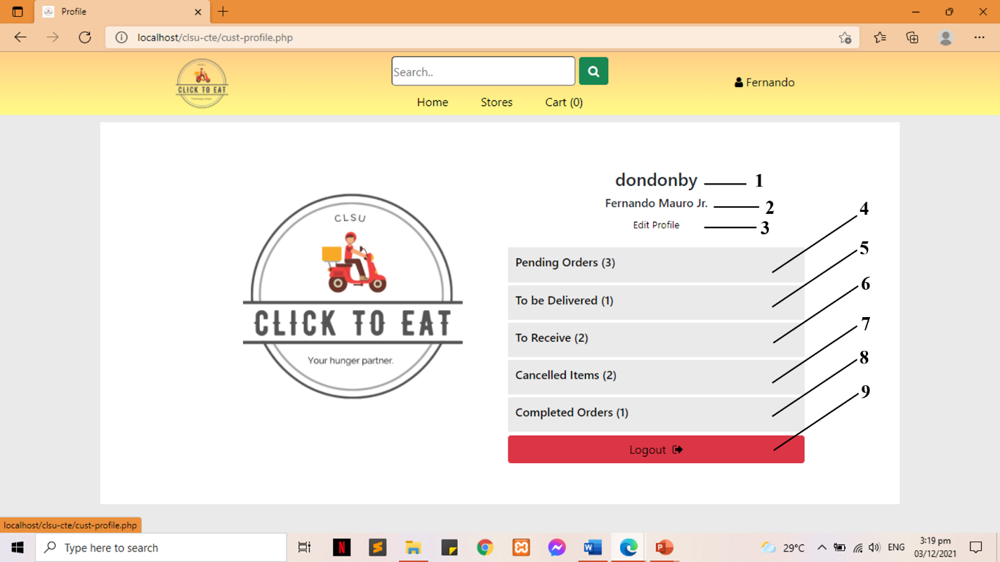 Profile
localhost/clsu-cte/cust-profile.php
CLICK TO EAT
Search..
Fernando
Home Stores Cart (0)
dondonby 1
Fernando Mauro Jr. 2
Edit Profile 3
4
Pending Orders (3)
5
To be Delivered (1)
6
To Receive (2)
7
Cancelled Items (2)
8
Completed Orders (1)
9
Logout
CLSU
CLICK TO EAT
Your hunger partner.
localhost/clsu-cte/cust-profile.php
Type here to search
29°C
ENG
3:19 pm
03/12/2021